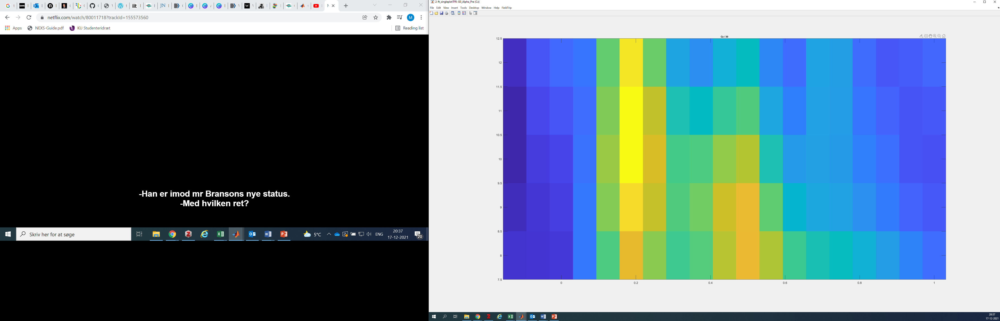 netflix.com/watch/80011718?trackId=155573560
M
Apps
NEXS-Guide.pdf
KU Studenteridræt
Reading list
-Han er imod mr Bransons nye status.
-Med hvilken ret?
Skriv her for at søge
5°C
ENG
20:37
17-12-2021
20
2: ft_singleplotTFR: G0_Alpha_Pre (Cz)
File Edit View Insert Tools Desktop Window Help FieldTrip
Cz / 30
12.5
12
11.5
11
10.5
10
9.5
9
8.5
8
7.5
0 0.2 0.4 0.6 0.8 1
20:37
17-12-2021